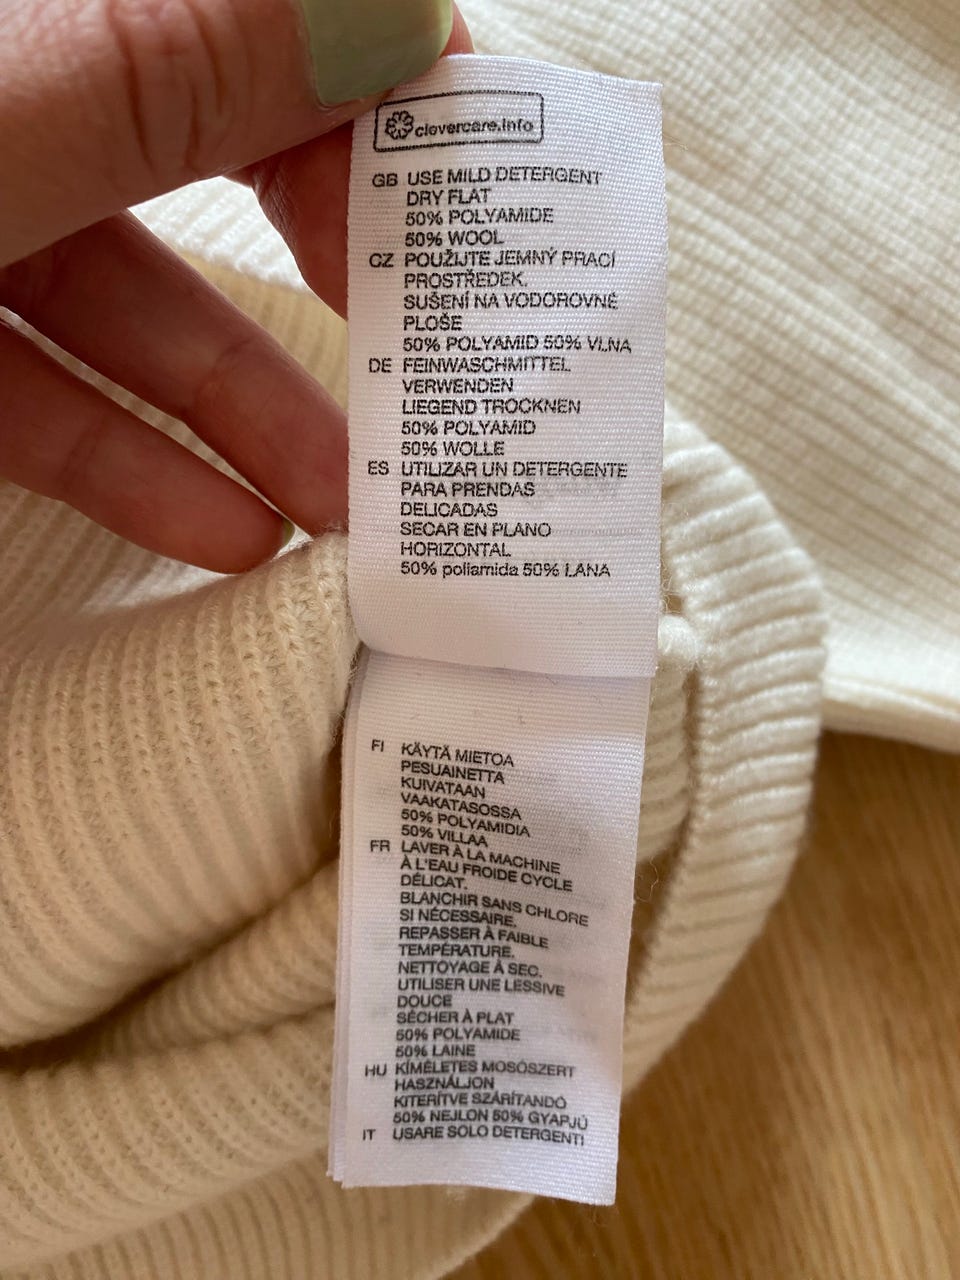 clevercare.info
GB USE MILD DETERGENT
DRY FLAT
50% POLYAMIDE
50% WOOL
CZ POUŽIJTE JEMNÝ PRACÍ
PROSTŘEDEK.
SUŠENÍ NA VODOROVNÉ
PLOŠE
50% POLYAMID 50% VLNA
DE FEINWASCHMITTEL
VERWENDEN
LIEGEND TROCKNEN
50% POLYAMID
50% WOLLE
ES UTILIZAR UN DETERGENTE
PARA PRENDAS
DELICADAS
SECAR EN PLANO
HORIZONTAL
50% poliamida 50% LANA
FI KÄYTÄ MIETOA
PESUAINETTA
KUIVATAAN
VAAKATASOSSA
50% POLYAMIDIA
50% VILLAA
FR LAVER À LA MACHINE
À L'EAU FROIDE CYCLE
DÉLICAT.
BLANCHIR SANS CHLORE
SI NÉCESSAIRE.
REPASSER À FAIBLE
TEMPÉRATURE.
NETTOYAGE À SEC.
UTILISER UNE LESSIVE
DOUCE
SÉCHER À PLAT
50% POLYAMIDE
50% LAINE
HU KÍMÉLETES MOSÓSZERT
HASZNÁLJON
KITERÍTVE SZÁRÍTANDÓ
50% NEJLON 50% GYAPJÚ
IT USARE SOLO DETERGENTI